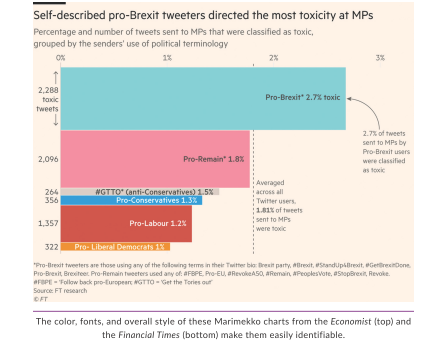 Self-described pro-Brexit tweeters directed the most toxicity at MPs
Percentage and number of tweets sent to MPs that were classified as toxic,
grouped by the senders' use of political terminology
0% 1% 2% 3%
2,288
toxic
tweets
Pro-Brexit* 2.7% toxic
2.7% of tweets
sent to MPs by
Pro-Brexit users
were classified
as toxic
2,096
Pro-Remain* 1.8%
264
#GTTO* (anti-Conservatives) 1.5%
356
Pro-Conservatives 1.3%
1,357
Pro-Labour 1.2%
322
Pro- Liberal Democrats 1%
Averaged
across all
Twitter users,
1.81% of tweets
sent to MPs
were toxic
*Pro-Brexit tweeters are those using any of the following terms in their Twitter bio: Brexit party, #Brexit, #StandUp4Brexit, #GetBrexitDone,
Pro-Brexit, Brexiteer. Pro-Remain tweeters used any of: #FBPE, Pro-EU, #RevokeA50, #Remain, #PeoplesVote, #StopBrexit, Revoke.
#FBPE = 'Follow back pro-European; #GTTO = 'Get the Tories out'
Source: FT research
© FT
The color, fonts, and overall style of these Marimekko charts from the Economist (top) and
the Financial Times (bottom) make them easily identifiable.